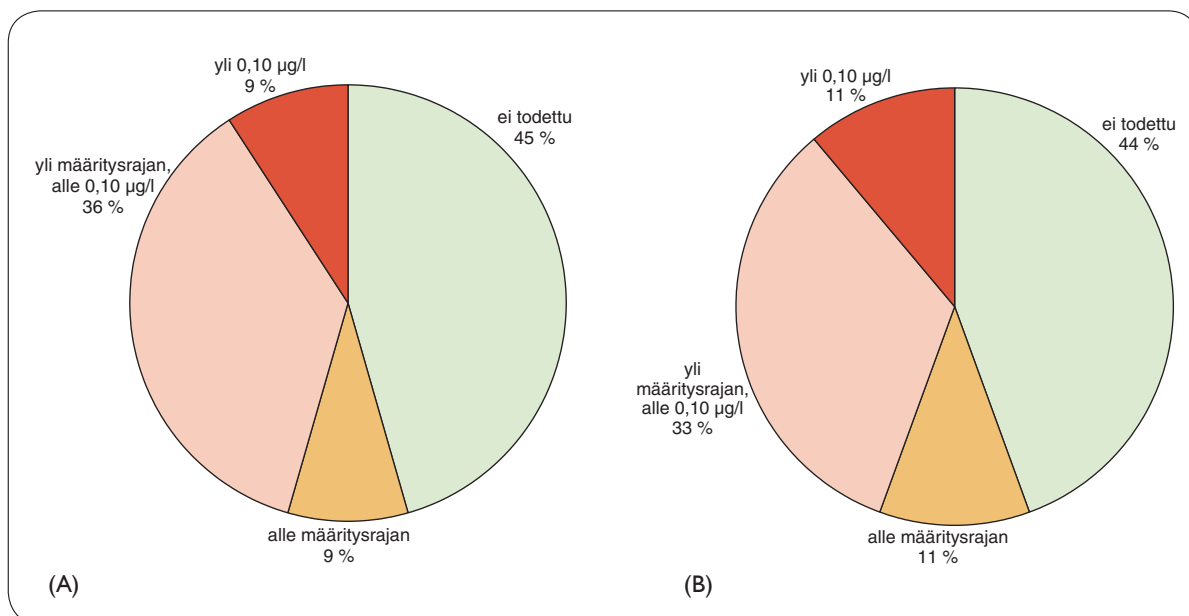 yli 0,10 µg/l
9 %
ei todettu
45 %
yli määritysrajan,
alle 0,10 µg/l
36 %
alle määritysrajan
9 %
(A)
yli 0,10 µg/l
11 %
ei todettu
44 %
yli
määritysrajan,
alle 0,10 µg/l
33 %
alle määritysrajan
11 %
(B)